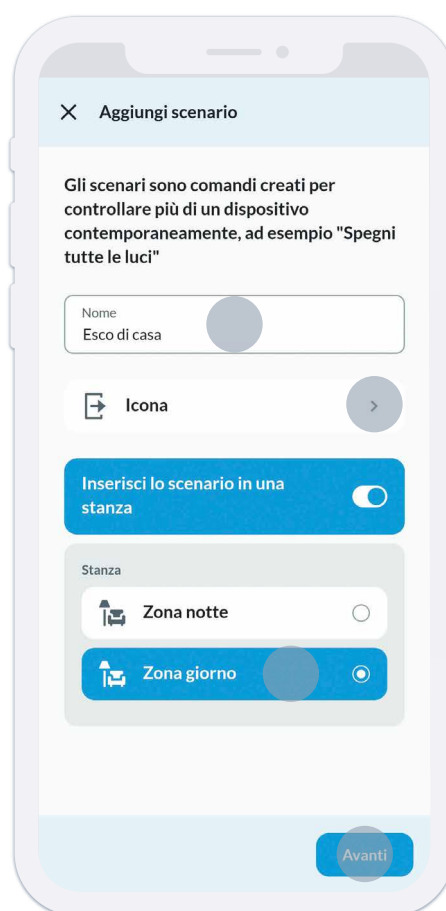 Aggiungi scenario
Gli scenari sono comandi creati per
controllare più di un dispositivo
contemporaneamente, ad esempio "Spegni
tutte le luci"
Nome
Esco di casa
Icona
Inserisci lo scenario in una
stanza
Stanza
Zona notte
Zona giorno
Avanti